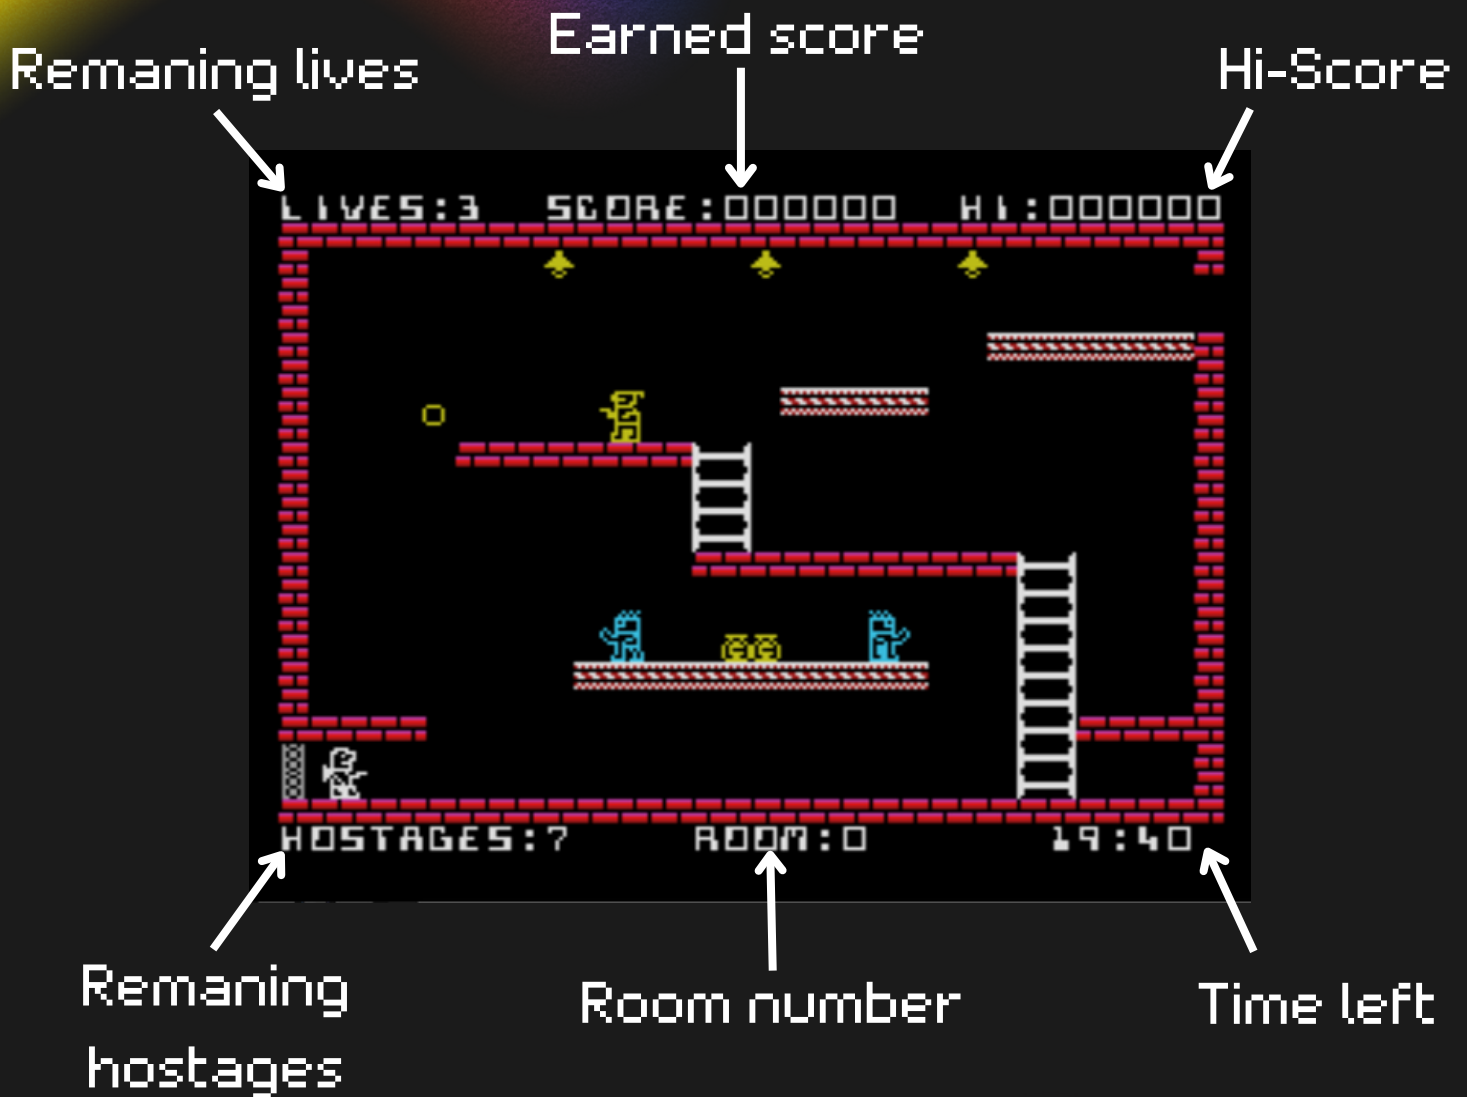 Earned score
Remaning lives
Hi-Score
LIVES:3 SCORE:000000 HI:000000
HOSTAGES:7 ROOM:0 19:40
Remaning
hostages
Room number
Time left